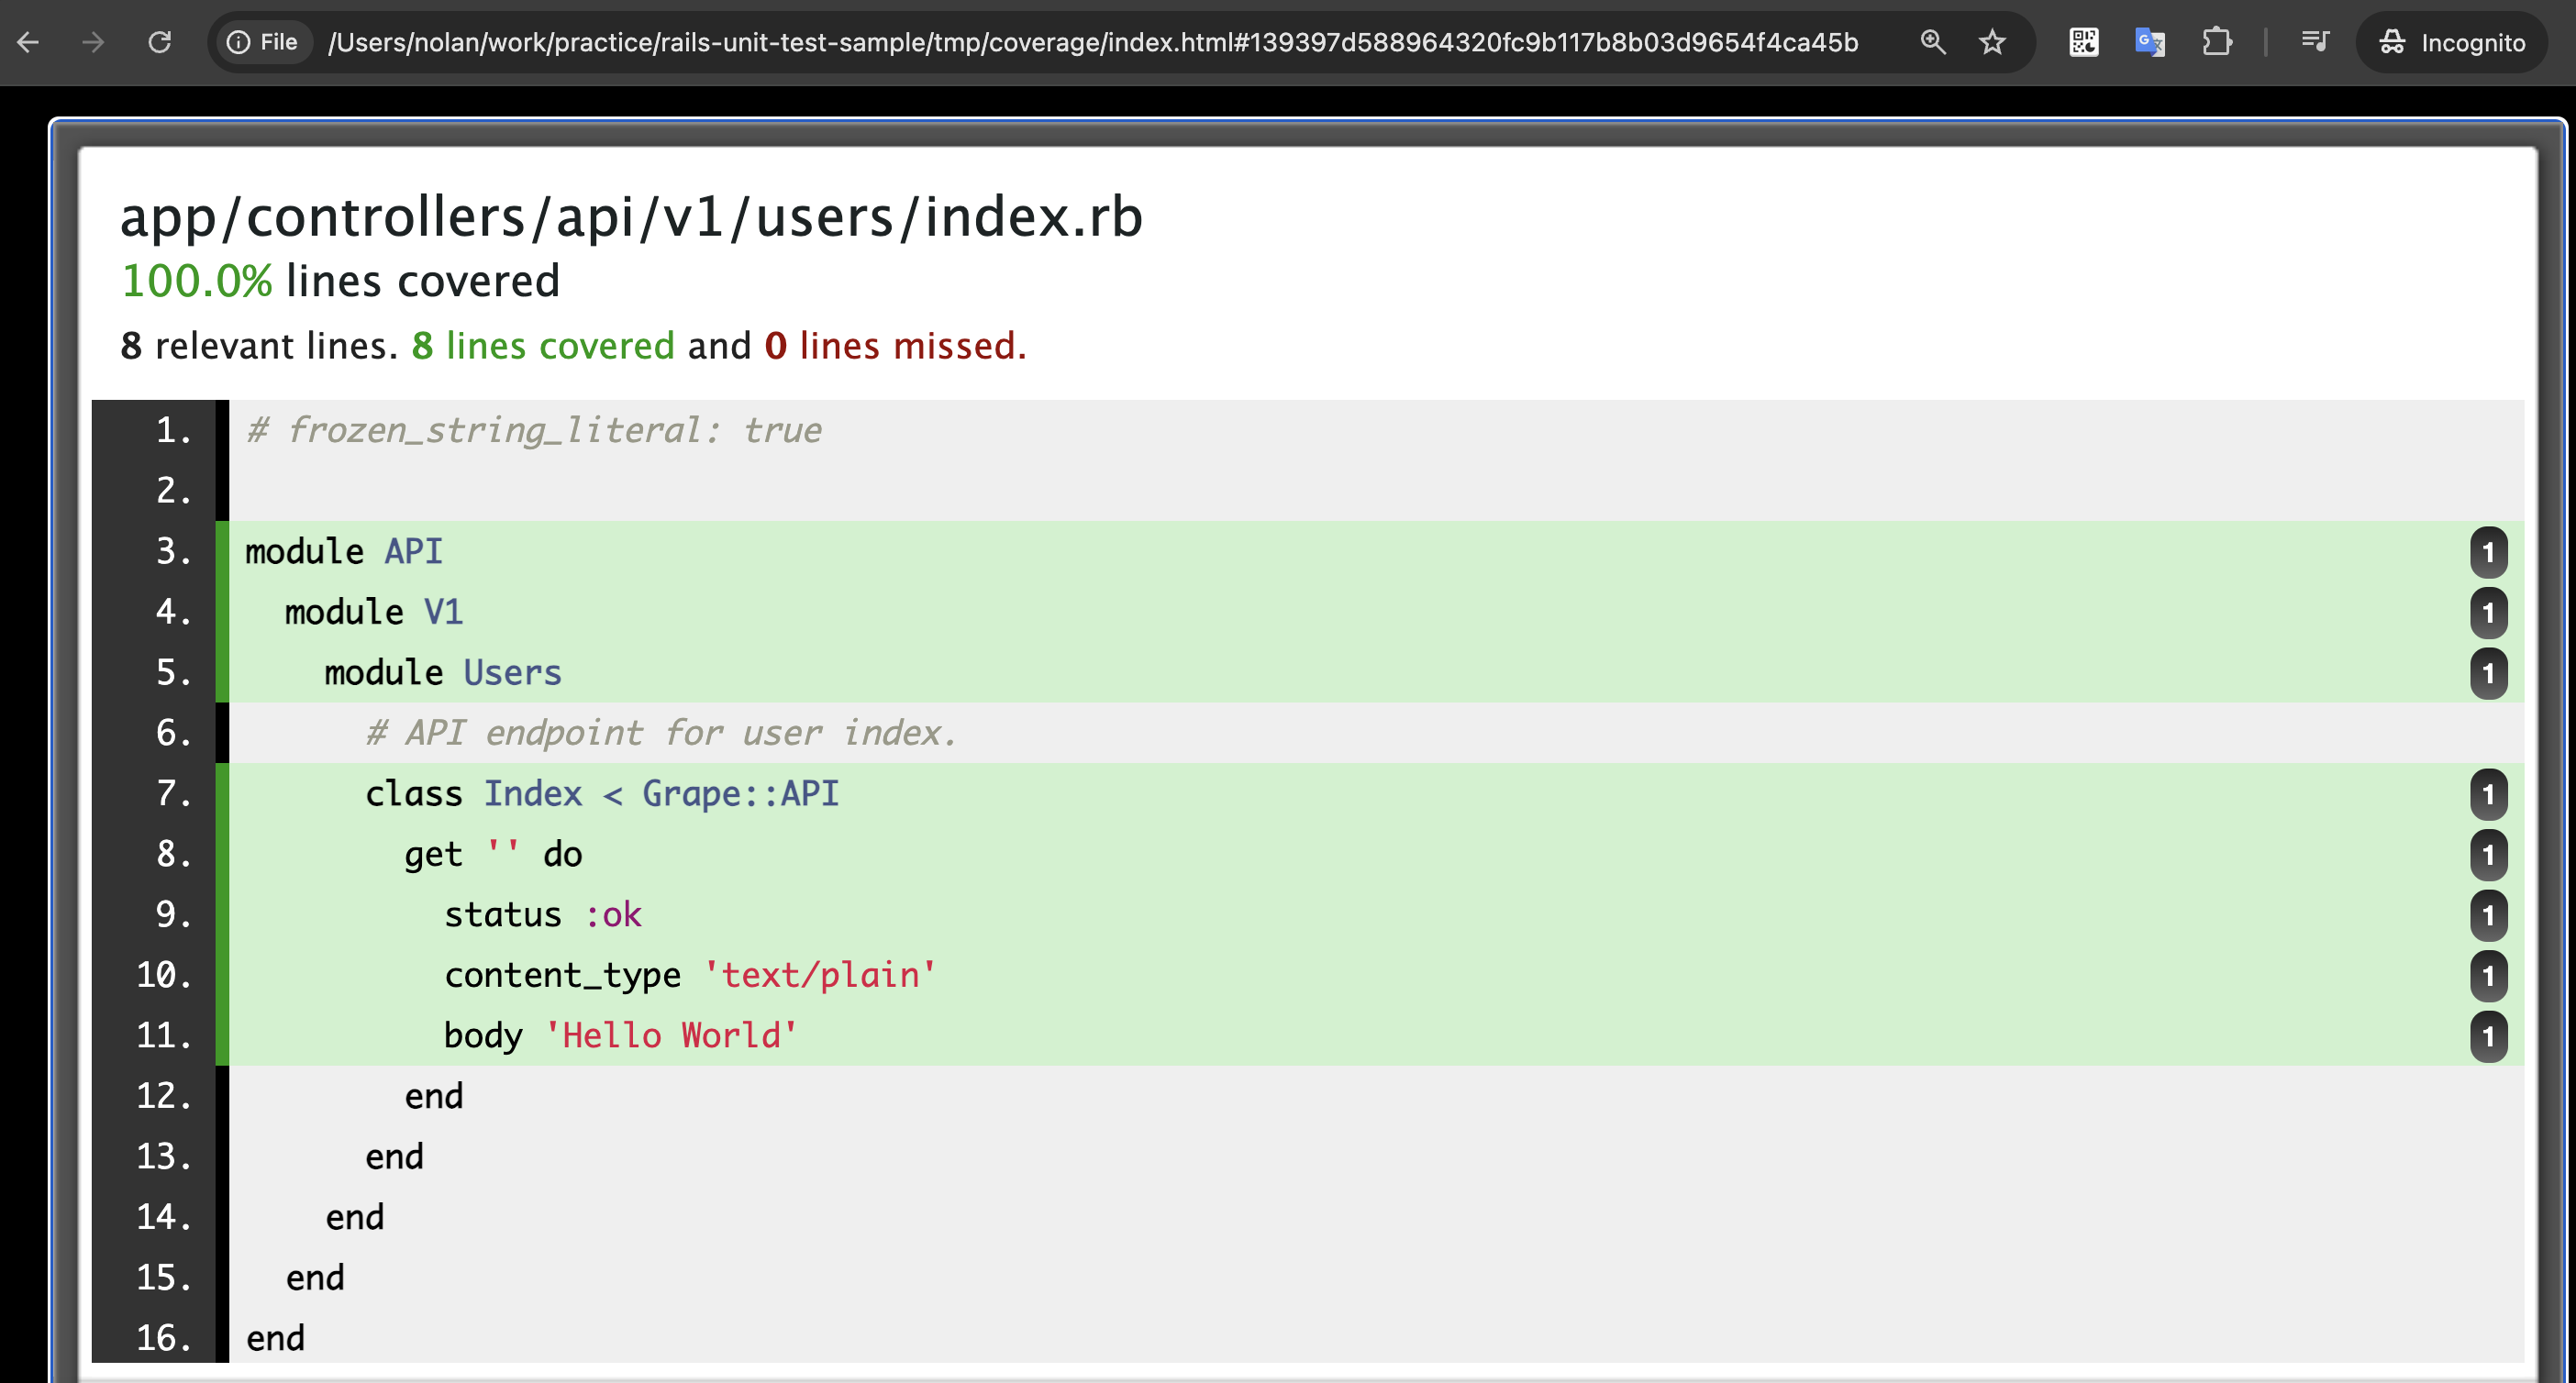 File /Users/nolan/work/practice/rails-unit-test-sample/tmp/coverage/index.html#139397d588964320fc9b117b8b03d9654f4ca45b Incognito
app/controllers/api/v1/users/index.rb
100.0% lines covered
8 relevant lines. 8 lines covered and 0 lines missed.
1. # frozen_string_literal: true
2.
3. module API 1
4.   module V1 1
5.     module Users 1
6.       # API endpoint for user index.
7.       class Index < Grape::API 1
8.         get '' do 1
9.           status :ok 1
10.           content_type 'text/plain' 1
11.           body 'Hello World' 1
12.         end
13.       end
14.     end
15.   end
16. end